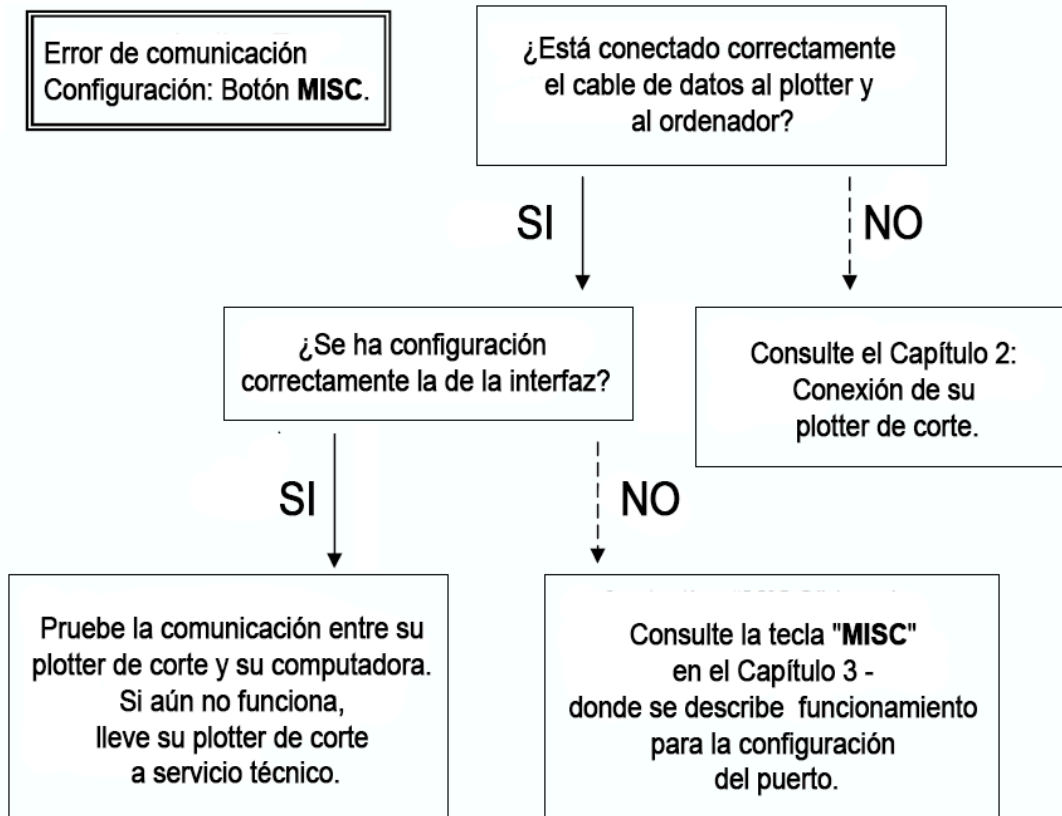 Error de comunicación
Configuración: Botón MISC.
¿Está conectado correctamente
el cable de datos al plotter y
al ordenador?
SI
NO
¿Se ha configuración
correctamente la de la interfaz?
Consulte el Capítulo 2:
Conexión de su
plotter de corte.
SI
NO
Pruebe la comunicación entre su
plotter de corte y su computadora.
Si aún no funciona,
lleve su plotter de corte
a servicio técnico.
Consulte la tecla "MISC"
en el Capítulo 3 -
donde se describe funcionamiento
para la configuración
del puerto.